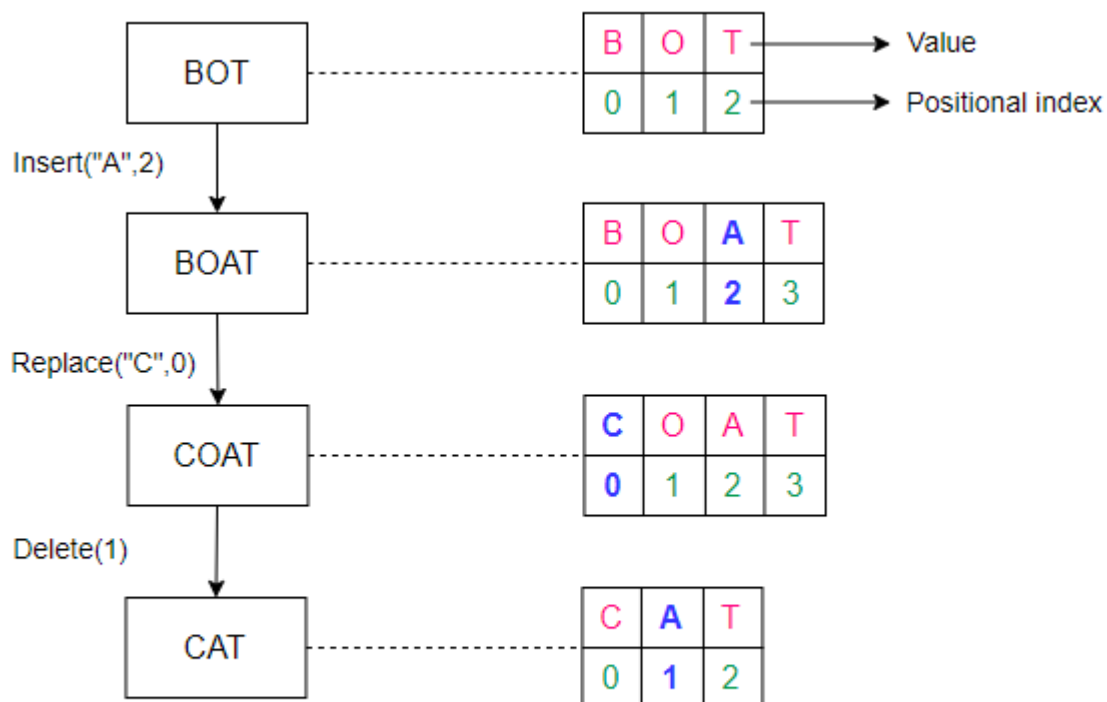 BOT
B O T
Value
0 1 2
Positional index
Insert("A",2)
BOAT
B O A T
0 1 2 3
Replace("C",0)
COAT
C O A T
0 1 2 3
Delete(1)
CAT
C A T
0 1 2